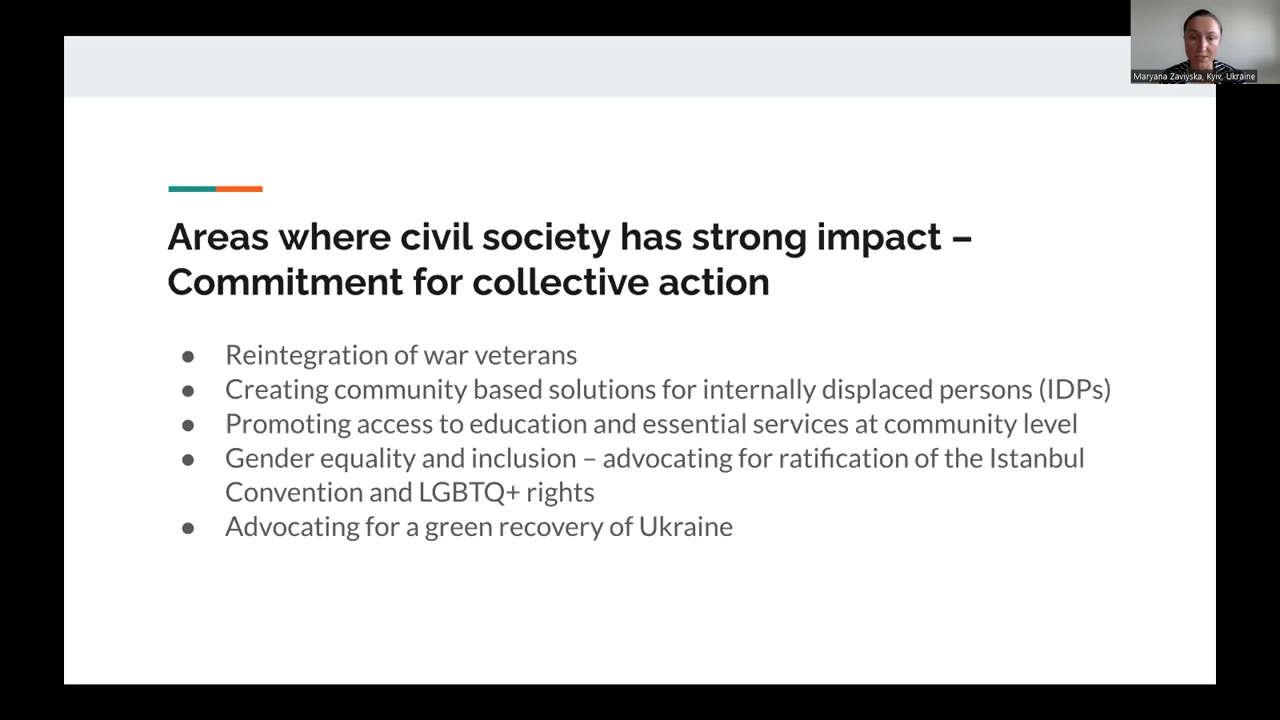 Maryana Zaviyska, Kyiv, Ukraine
Areas where civil society has strong impact –
Commitment for collective action
● Reintegration of war veterans
● Creating community based solutions for internally displaced persons (IDPs)
● Promoting access to education and essential services at community level
● Gender equality and inclusion – advocating for ratification of the Istanbul
Convention and LGBTQ+ rights
● Advocating for a green recovery of Ukraine